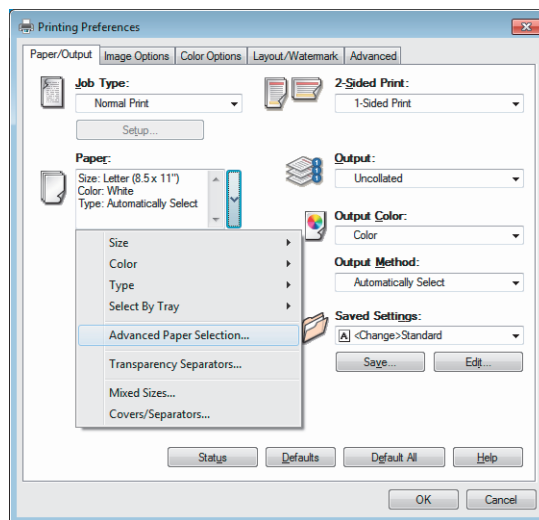 Printing Preferences
Paper/Output Image Options Color Options Layout/Watermark Advanced
Job Type:
Normal Print
Setup...
Paper:
Size: Letter (8.5 x 11")
Color: White
Type: Automatically Select
Size
Color
Type
Select By Tray
Advanced Paper Selection...
Transparency Separators...
Mixed Sizes...
Covers/Separators...
2-Sided Print:
1-Sided Print
Output:
Uncollated
Output Color:
Color
Output Method:
Automatically Select
Saved Settings:
A <Change>Standard
Save... Edit...
Status Defaults Default All Help
OK Cancel